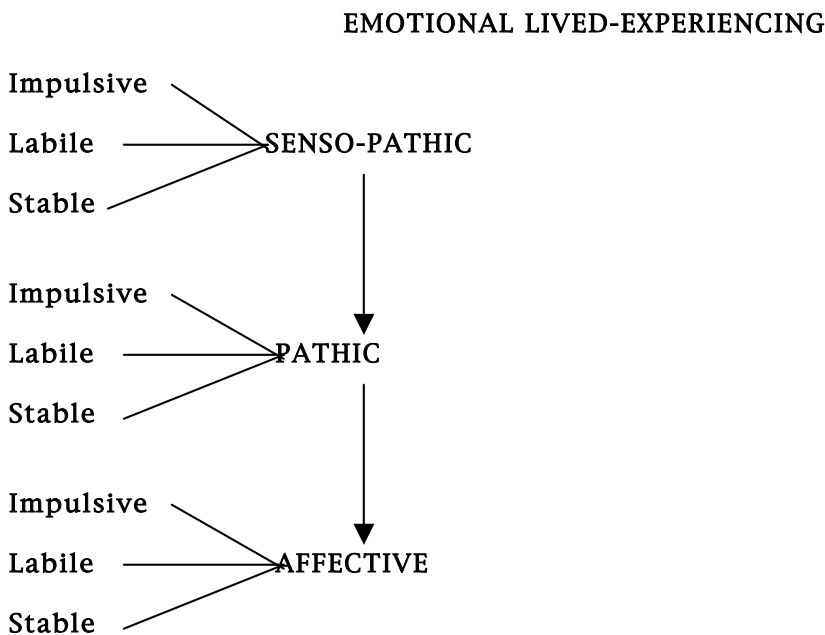 EMOTIONAL LIVED-EXPERIENCING
Impulsive
Labile SENSO-PATHIC
Stable
Impulsive
Labile PATHIC
Stable
Impulsive
Labile AFFECTIVE
Stable